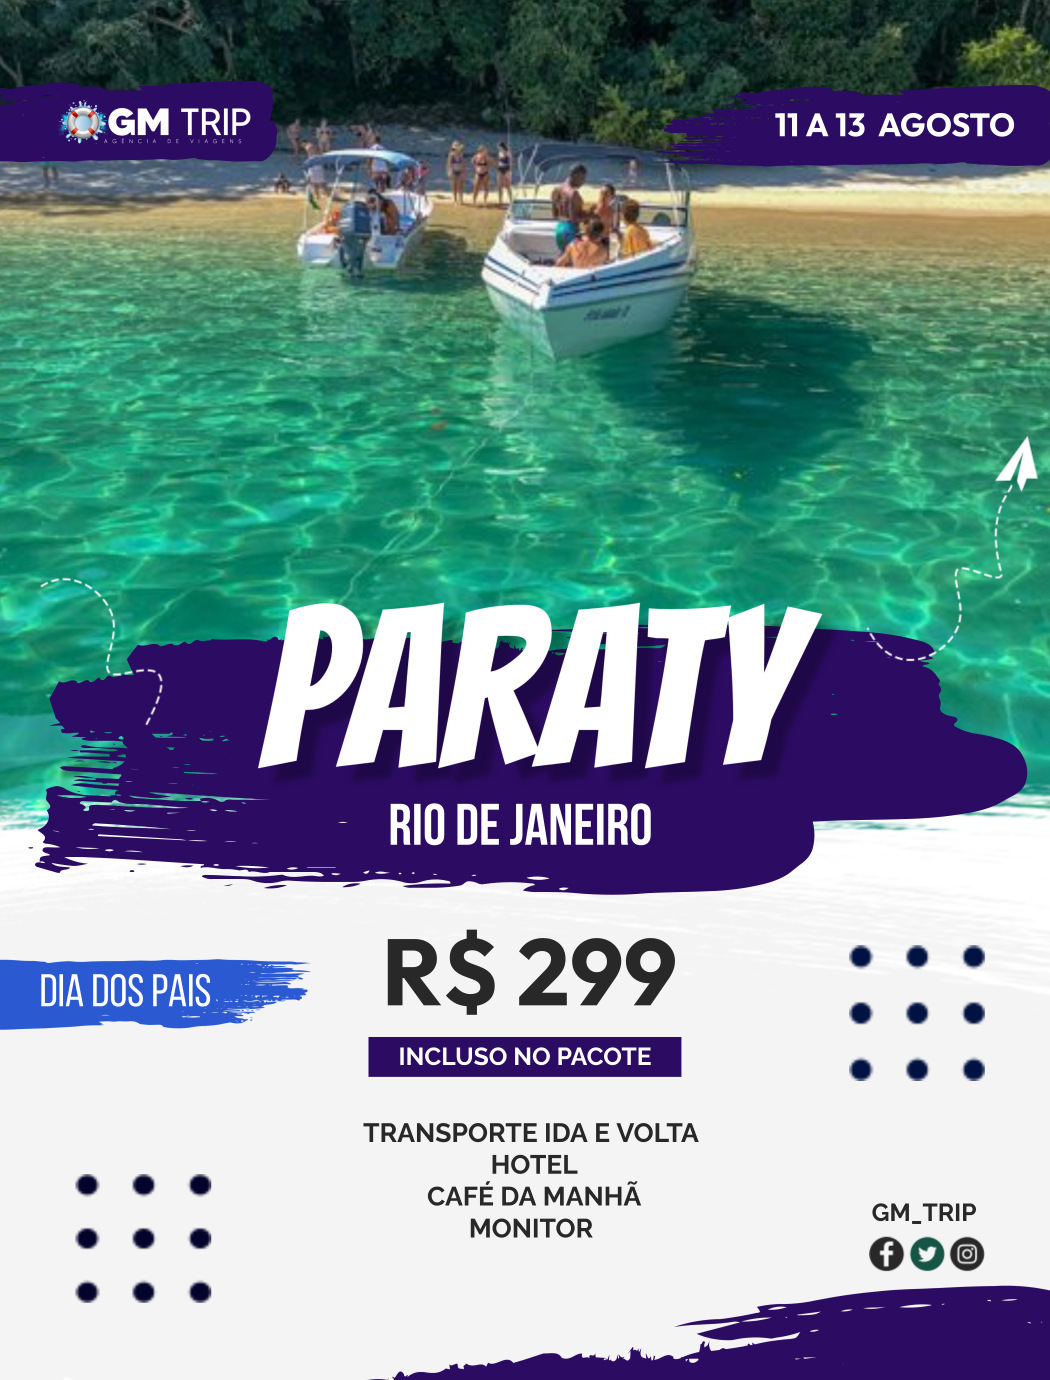 GM TRIP
AGÊNCIA DE VIAGENS
11 A 13 AGOSTO
PARATY
RIO DE JANEIRO
R$ 299
DIA DOS PAIS
INCLUSO NO PACOTE
TRANSPORTE IDA E VOLTA
HOTEL
CAFÉ DA MANHÃ
MONITOR
GM_TRIP